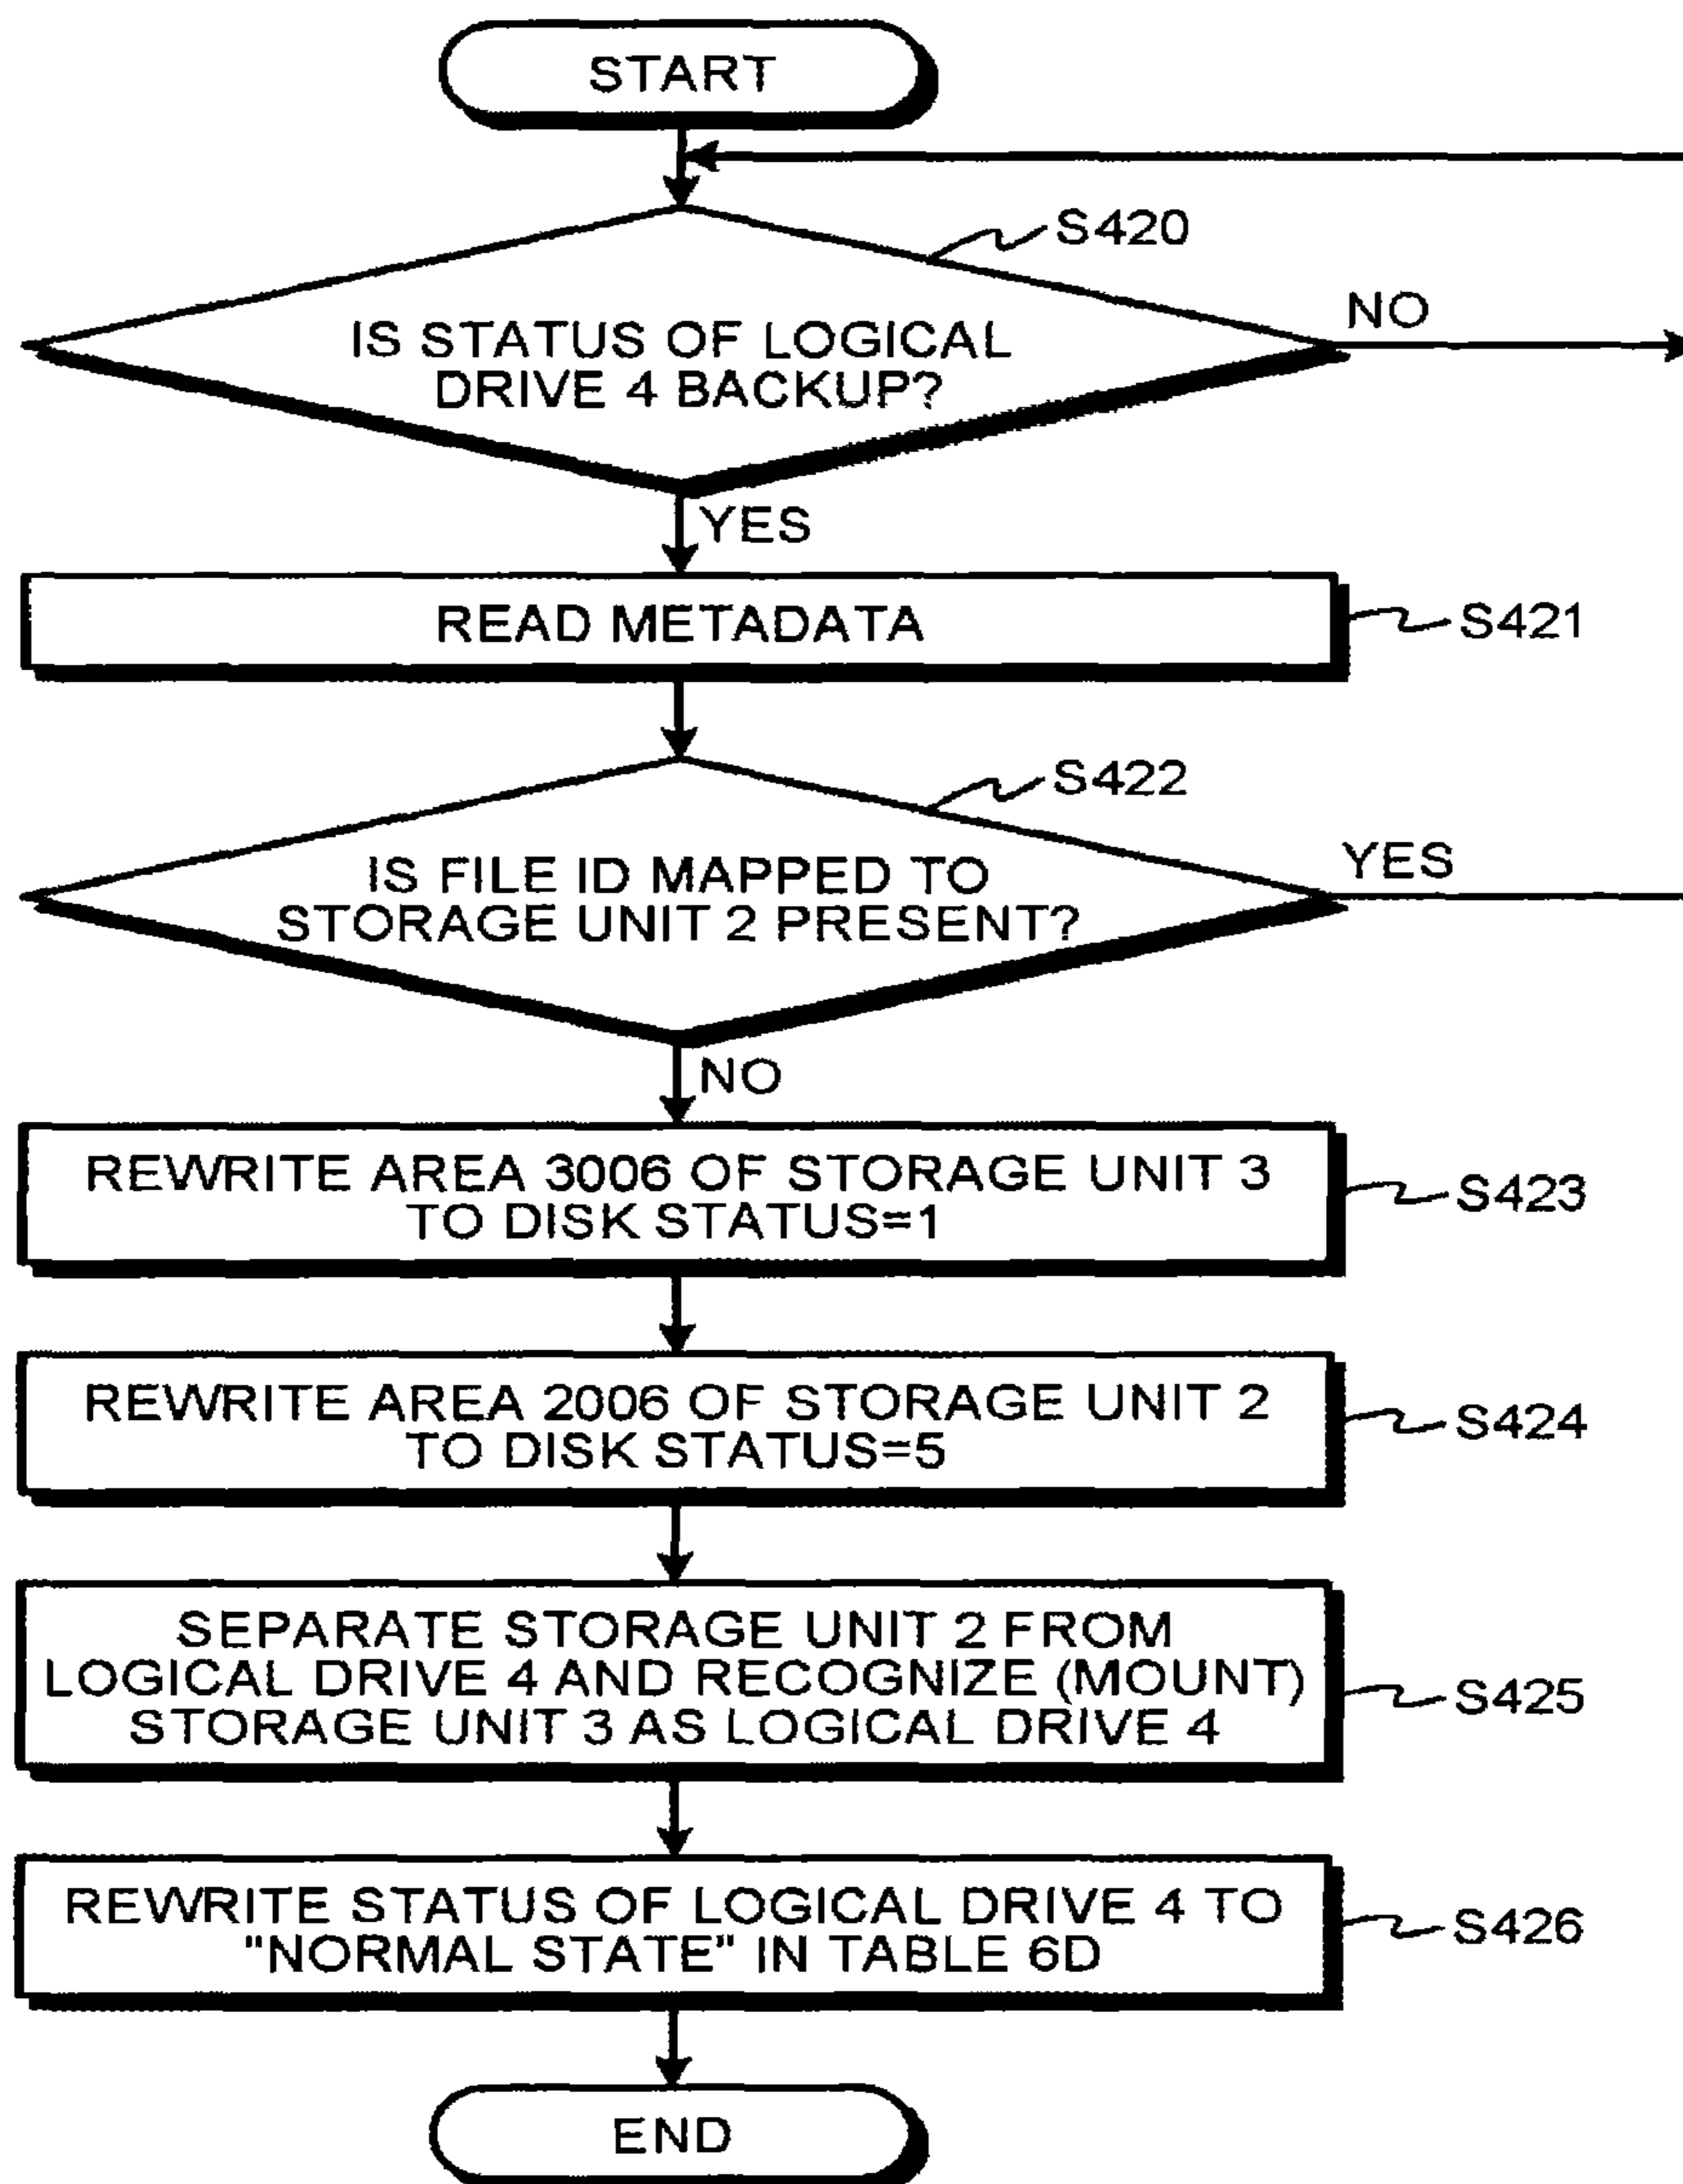 START
S420
NO
IS STATUS OF LOGICAL
DRIVE 4 BACKUP?
YES
READ METADATA
S421
S422
YES
IS FILE ID MAPPED TO
STORAGE UNIT 2 PRESENT?
NO
REWRITE AREA 3006 OF STORAGE UNIT 3
TO DISK STATUS=1
S423
REWRITE AREA 2006 OF STORAGE UNIT 2
TO DISK STATUS=5
S424
SEPARATE STORAGE UNIT 2 FROM
LOGICAL DRIVE 4 AND RECOGNIZE (MOUNT)
STORAGE UNIT 3 AS LOGICAL DRIVE 4
S425
REWRITE STATUS OF LOGICAL DRIVE 4 TO
"NORMAL STATE" IN TABLE 6D
S426
END